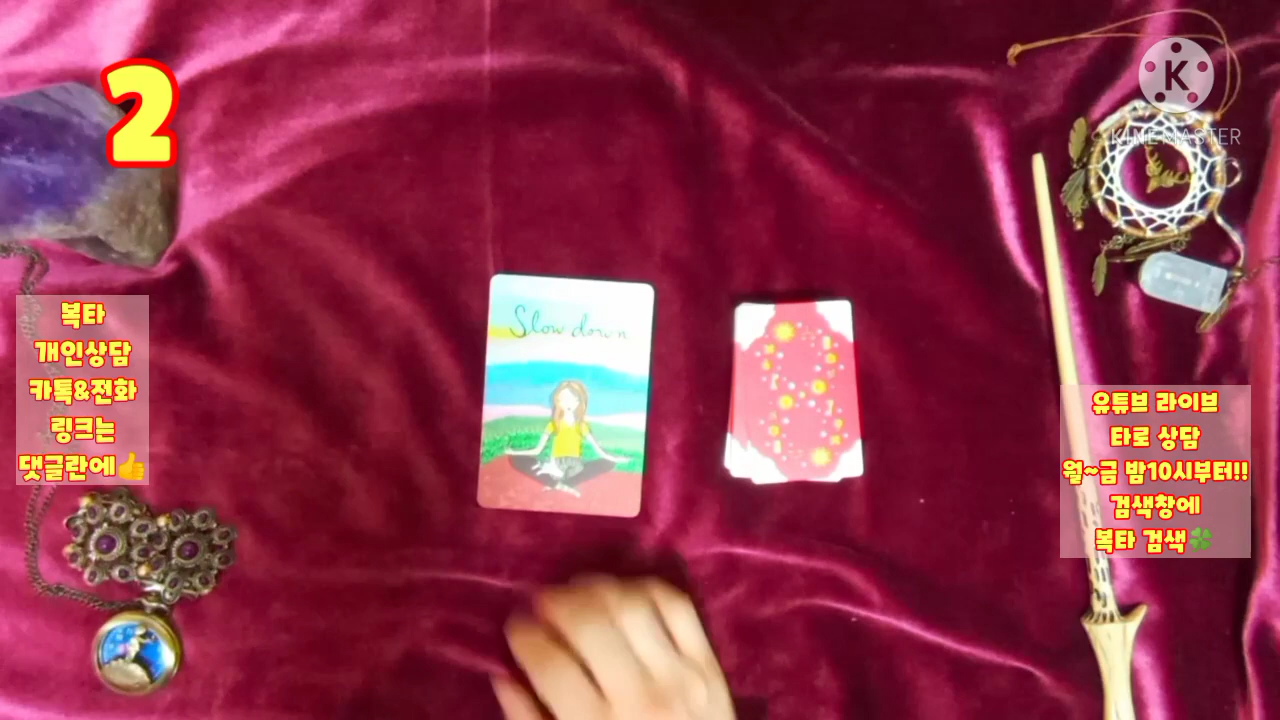 2
K
KINEMASTER
Slow down
복타
개인상담
카톡&전화
링크는
댓글란에👍
유튜브 라이브
타로 상담
월~금 밤10시부터!!
검색창에
복타 검색🍀